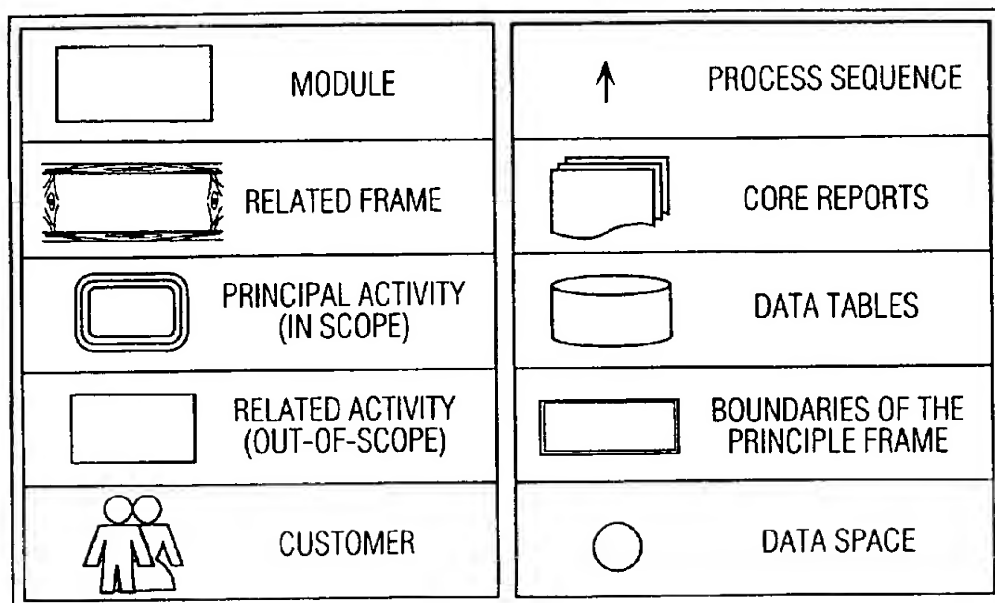 MODULE
RELATED FRAME
PRINCIPAL ACTIVITY
(IN SCOPE)
RELATED ACTIVITY
(OUT-OF-SCOPE)
CUSTOMER
PROCESS SEQUENCE
CORE REPORTS
DATA TABLES
BOUNDARIES OF THE
PRINCIPLE FRAME
DATA SPACE